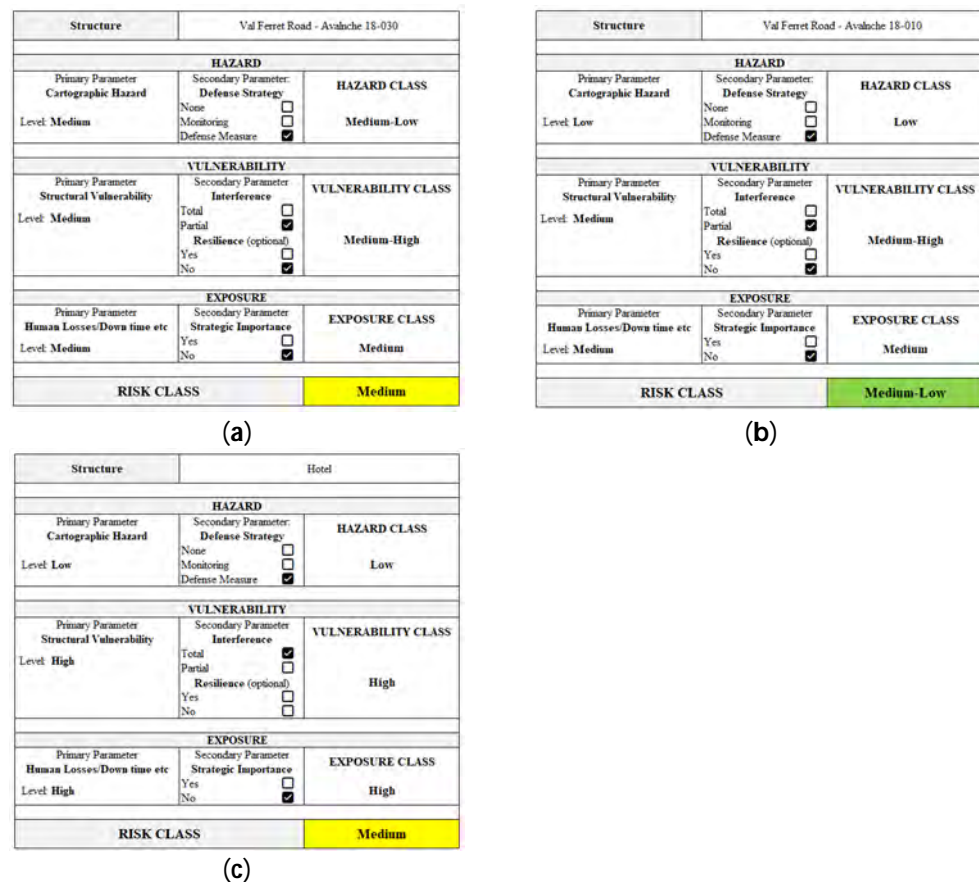 Structure Val Ferret Road - Avalnche 18-030
HAZARD
Primary Parameter Secondary Parameter: HAZARD CLASS
Cartographic Hazard Defense Strategy
None
Level: Medium Monitoring Medium-Low
Defense Measure
VULNERABILITY
Primary Parameter Secondary Parameter VULNERABILITY CLASS
Structural Vulnerability Interference
Level: Medium Total
Partial Medium-High
Resilience (optional)
Yes
No
EXPOSURE
Primary Parameter Secondary Parameter EXPOSURE CLASS
Human Losses/Down time etc Strategic Importance
Level: Medium Yes Medium
No
RISK CLASS Medium
(a)
Structure Val Ferret Road - Avalnche 18-010
HAZARD
Primary Parameter Secondary Parameter: HAZARD CLASS
Cartographic Hazard Defense Strategy
None
Level: Low Monitoring Low
Defense Measure
VULNERABILITY
Primary Parameter Secondary Parameter VULNERABILITY CLASS
Structural Vulnerability Interference
Level: Medium Total
Partial Medium-High
Resilience (optional)
Yes
No
EXPOSURE
Primary Parameter Secondary Parameter EXPOSURE CLASS
Human Losses/Down time etc Strategic Importance
Level: Medium Yes Medium
No
RISK CLASS Medium-Low
(b)
Structure Hotel
HAZARD
Primary Parameter Secondary Parameter: HAZARD CLASS
Cartographic Hazard Defense Strategy
None
Level: Low Monitoring Low
Defense Measure
VULNERABILITY
Primary Parameter Secondary Parameter VULNERABILITY CLASS
Structural Vulnerability Interference
Level: High Total
Partial High
Resilience (optional)
Yes
No
EXPOSURE
Primary Parameter Secondary Parameter EXPOSURE CLASS
Human Losses/Down time etc Strategic Importance
Level: High Yes High
No
RISK CLASS Medium
(c)